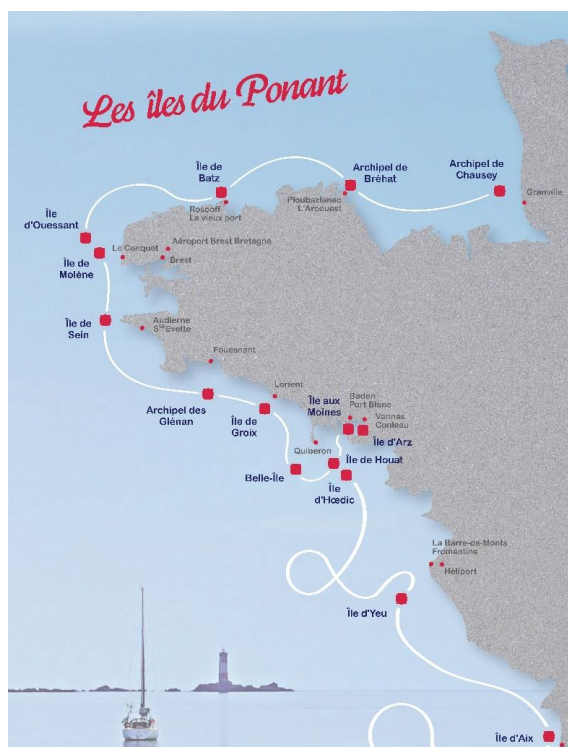 Les îles du Ponant
Île de
Batz
Archipel de
Bréhat
Archipel de
Chausey
Granville
Ploubazlanec
L'Arcouest
Roscoff
Le vieux port
Île
d'Ouessant
Aéroport Brest Bretagne
Le Conquet
Brest
Île de
Molène
Île de
Sein
Audierne
Ste Evette
Fouesnant
Lorient
Archipel des
Glénan
Île de
Groix
Île aux
Moines
Baden
Port Blanc
Vannes
Conleau
Île d'Arz
Quiberon
Île de Houat
Belle-Île
Île
d'Hœdic
La Barre-de-Monts
Fromentine
Héliport
Île d'Yeu
Île d'Aix